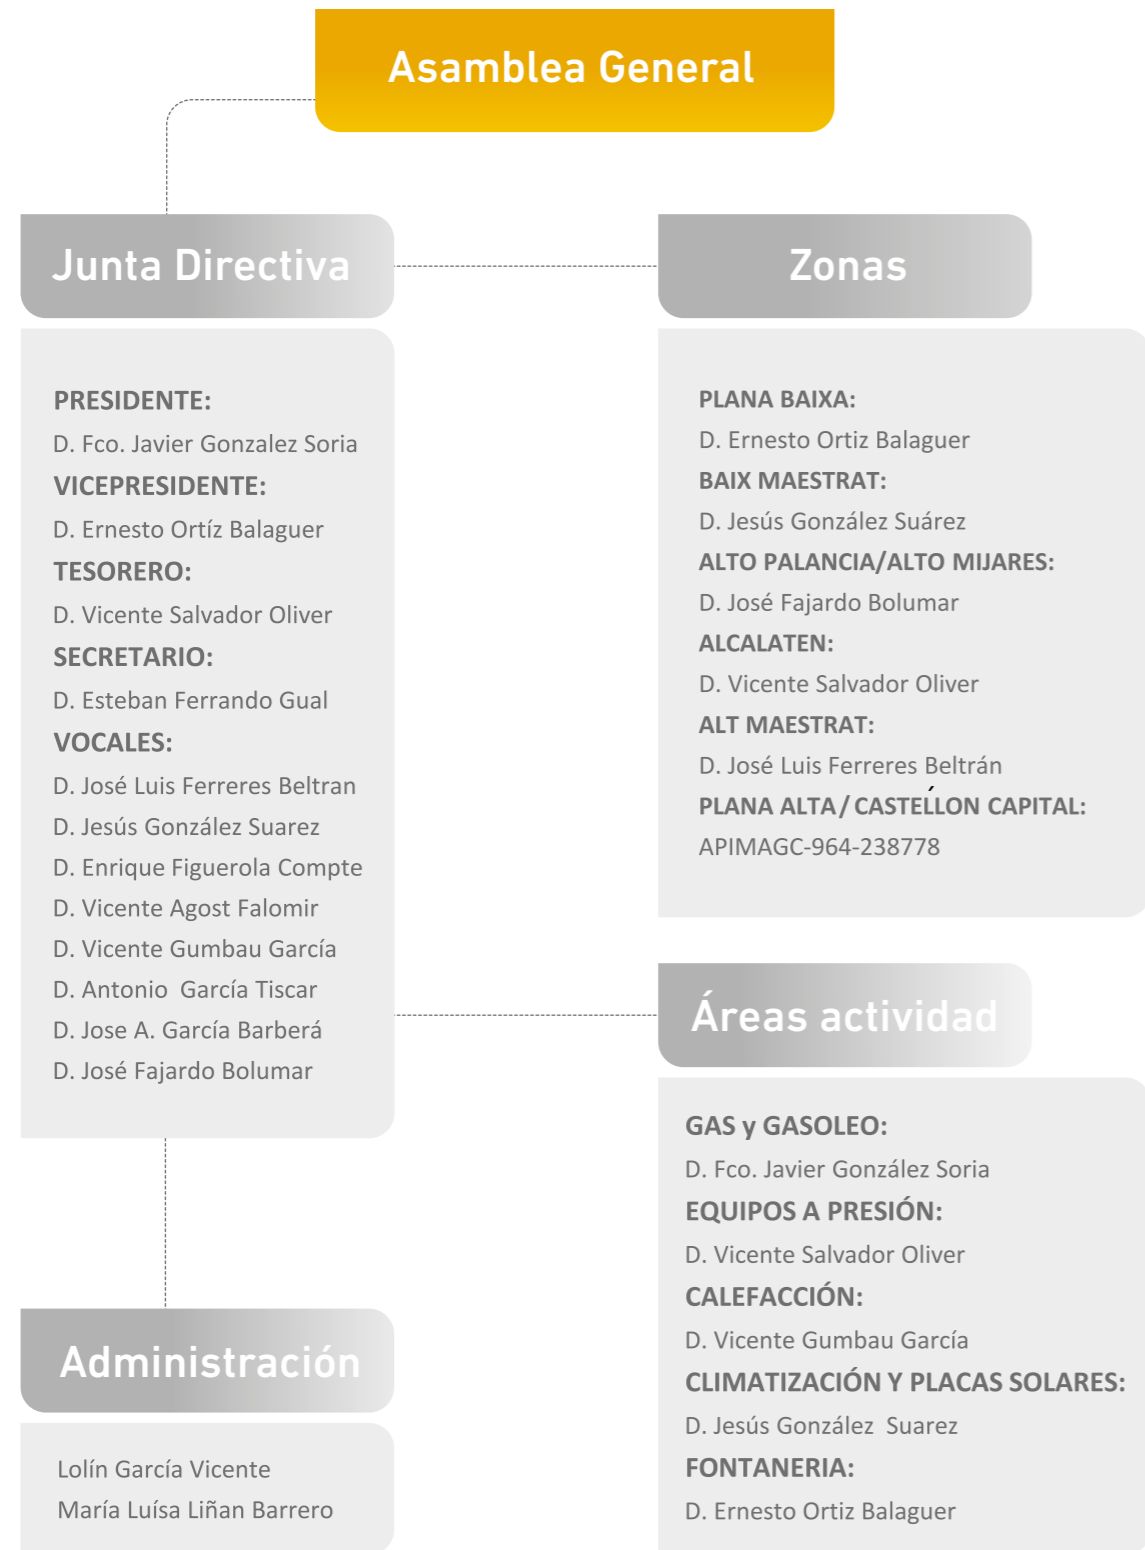 Asamblea General
Junta Directiva
PRESIDENTE:
D. Fco. Javier Gonzalez Soria
VICEPRESIDENTE:
D. Ernesto Ortíz Balaguer
TESORERO:
D. Vicente Salvador Oliver
SECRETARIO:
D. Esteban Ferrando Gual
VOCALES:
D. José Luis Ferreres Beltran
D. Jesús González Suarez
D. Enrique Figuerola Compte
D. Vicente Agost Falomir
D. Vicente Gumbau García
D. Antonio García Tiscar
D. Jose A. García Barberá
D. José Fajardo Bolumar
Zonas
PLANA BAIXA:
D. Ernesto Ortiz Balaguer
BAIX MAESTRAT:
D. Jesús González Suárez
ALTO PALANCIA/ALTO MIJARES:
D. José Fajardo Bolumar
ALCALATEN:
D. Vicente Salvador Oliver
ALT MAESTRAT:
D. José Luis Ferreres Beltrán
PLANA ALTA/CASTELLON CAPITAL:
APIMAGC-964-238778
Áreas actividad
GAS y GASOLEO:
D. Fco. Javier González Soria
EQUIPOS A PRESIÓN:
D. Vicente Salvador Oliver
CALEFACCIÓN:
D. Vicente Gumbau García
CLIMATIZACIÓN Y PLACAS SOLARES:
D. Jesús González Suarez
FONTANERIA:
D. Ernesto Ortiz Balaguer
Administración
Lolín García Vicente
María Luísa Liñan Barrero